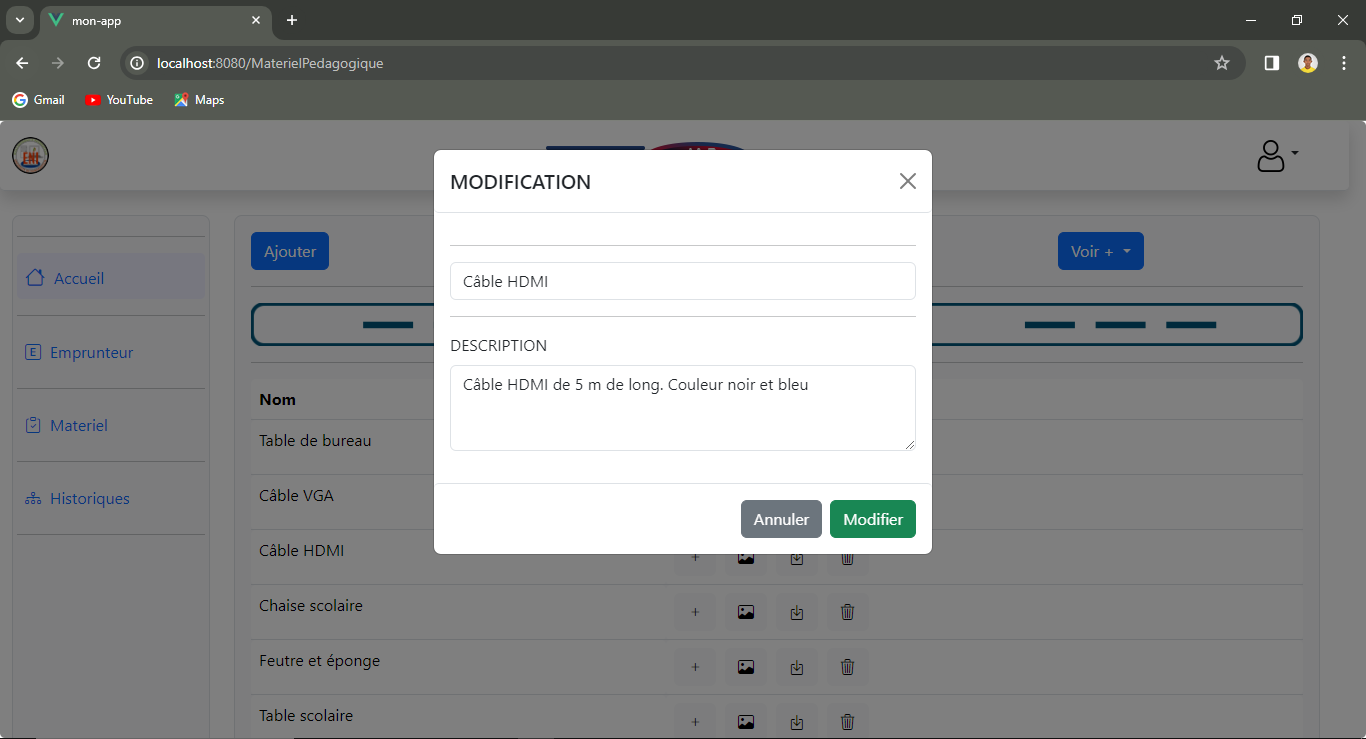 mon-app
localhost:8080/MaterielPedagogique
Gmail
YouTube
Maps
MODIFICATION
Ajouter
Voir +
Câble HDMI
Accueil
DESCRIPTION
Emprunteur
Câble HDMI de 5 m de long. Couleur noir et bleu
Nom
Materiel
Table de bureau
Câble VGA
Historiques
Annuler
Modifier
Câble HDMI
Chaise scolaire
Feutre et éponge
Table scolaire